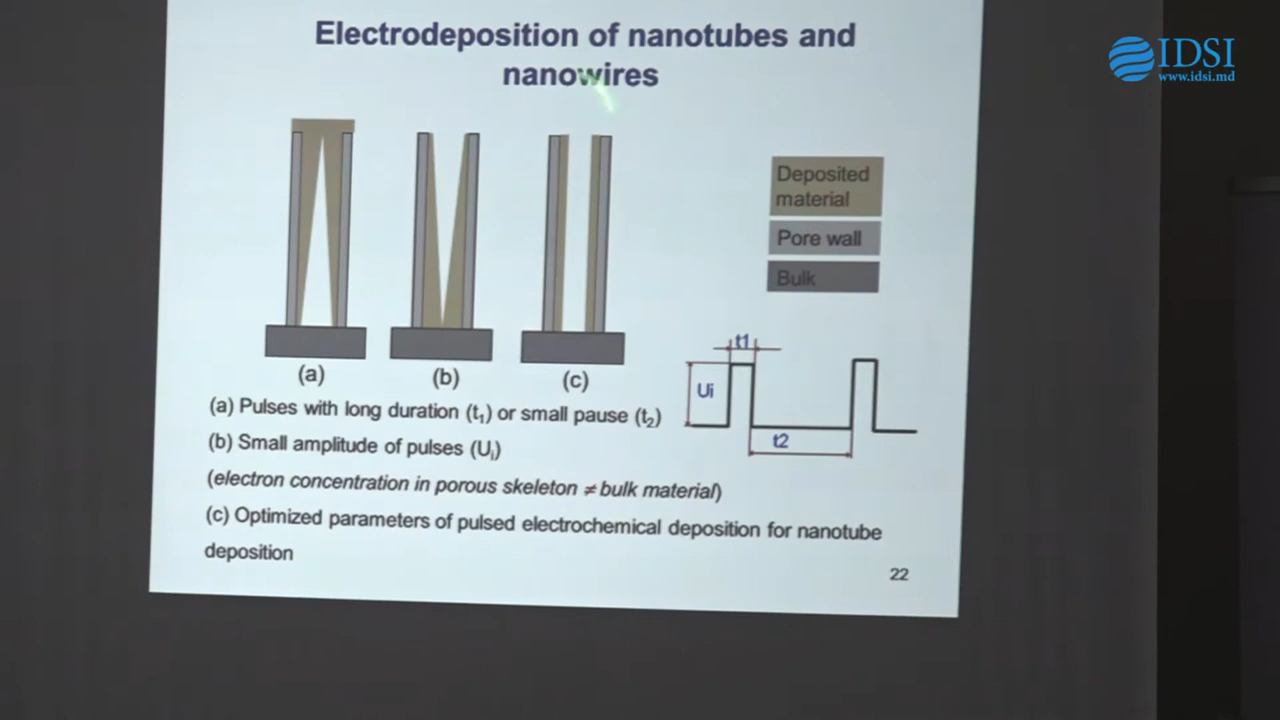 Electrodeposition of nanotubes and
nanowires
IDSI
www.idsi.md
Deposited
material
Pore wall
Bulk
(a)
(b)
(c)
t1
Ui
t2
(a) Pulses with long duration (t₁) or small pause (t₂)
(b) Small amplitude of pulses (Uᵢ)
(electron concentration in porous skeleton ≠ bulk material)
(c) Optimized parameters of pulsed electrochemical deposition for nanotube
deposition
22